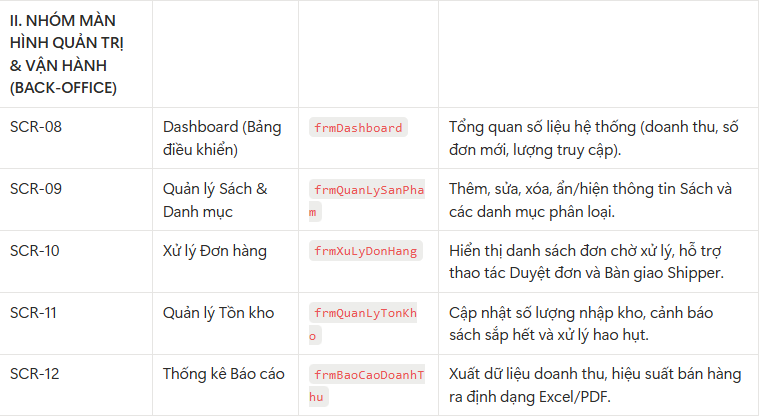 II. NHÓM MÀN
HÌNH QUẢN TRỊ
& VẬN HÀNH
(BACK-OFFICE)
SCR-08
Dashboard (Bảng
điều khiển)
frmDashboard
Tổng quan số liệu hệ thống (doanh thu, số
đơn mới, lượng truy cập).
SCR-09
Quản lý Sách &
Danh mục
frmQuanLySanPha
m
Thêm, sửa, xóa, ẩn/hiện thông tin Sách và
các danh mục phân loại.
SCR-10
Xử lý Đơn hàng
frmXuLyDonHang
Hiển thị danh sách đơn chờ xử lý, hỗ trợ
thao tác Duyệt đơn và Bàn giao Shipper.
SCR-11
Quản lý Tồn kho
frmQuanLyTonKh
o
Cập nhật số lượng nhập kho, cảnh báo
sách sắp hết và xử lý hao hụt.
SCR-12
Thống kê Báo cáo
frmBaoCaoDoanhT
hu
Xuất dữ liệu doanh thu, hiệu suất bán hàng
ra định dạng Excel/PDF.